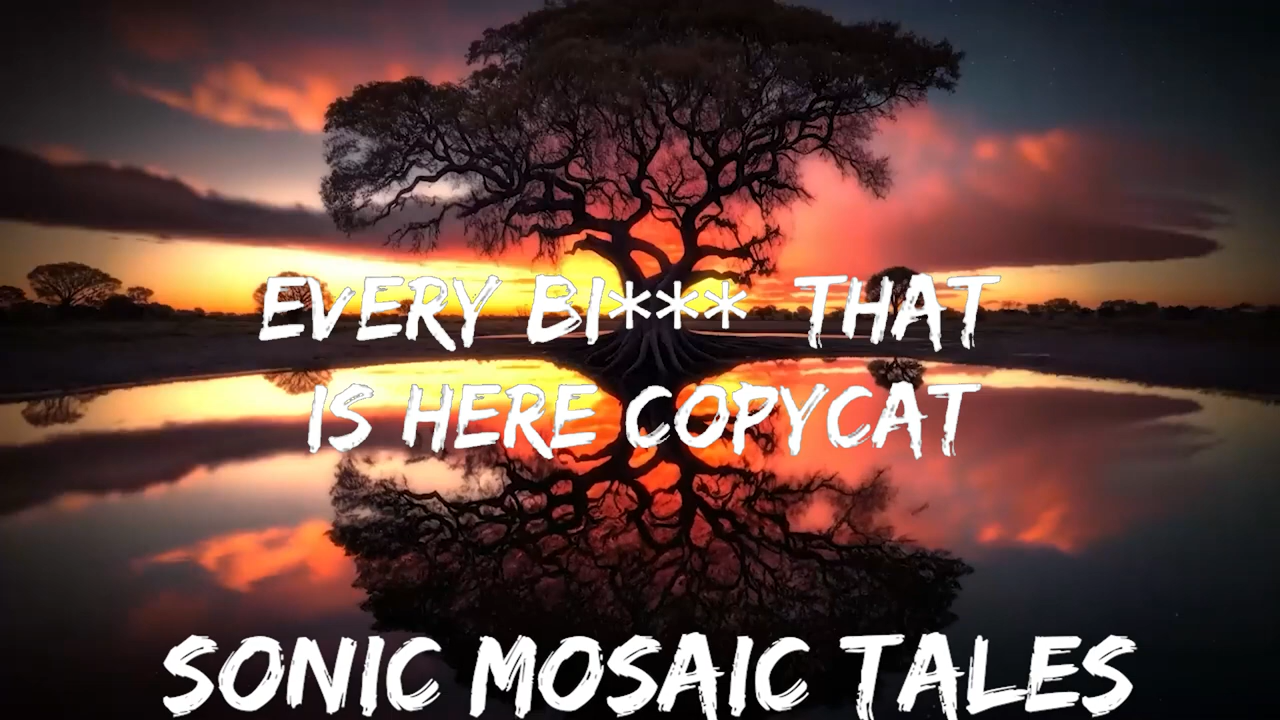 EVERY BI*** THAT
IS HERE COPYCAT
SONIC MOSAIC TALES